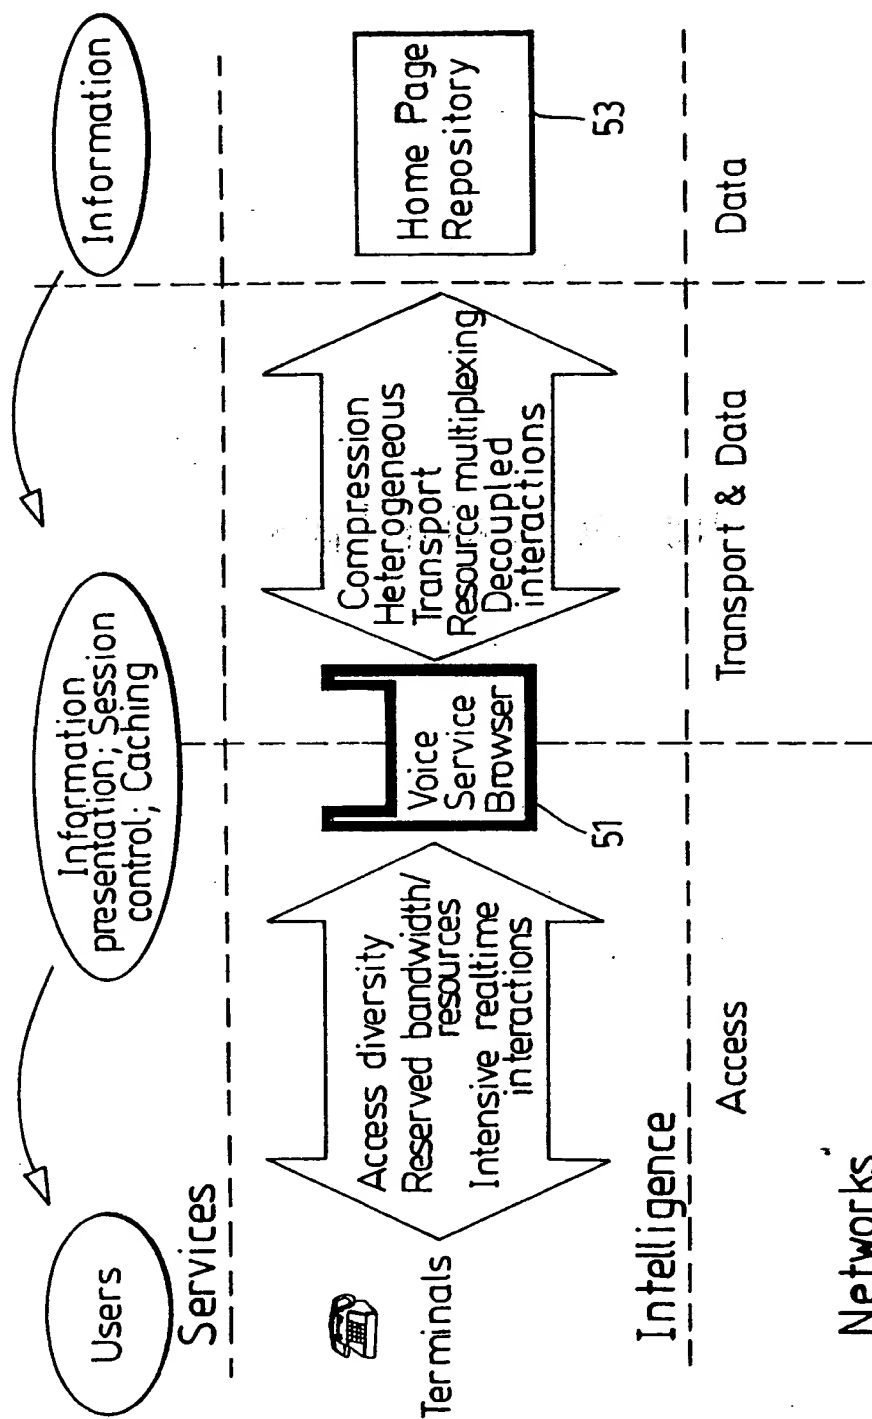 Users
Information
presentation; Session
control; Caching
Information
Services
Terminals
Access diversity
Reserved bandwidth/
resources
Intensive realtime
interactions
Voice
Service
Browser
51
Compression
Heterogeneous
Transport
Resource multiplexing
Decoupled
interactions
Home Page
Repository
53
Intelligence
Access
Transport & Data
Data
Networks